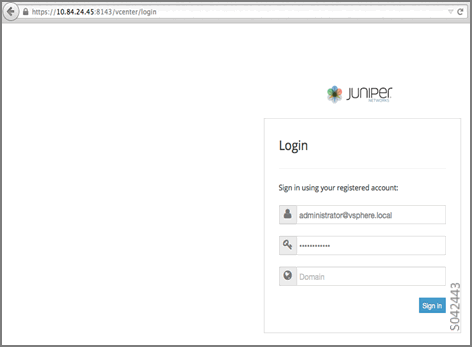 https://10.84.24.45:8143/vcenter/login
JUNIPER
NETWORKS
Login
Sign in using your registered account:
administrator@vsphere.local
••••••••••••
Domain
Sign in
S042443